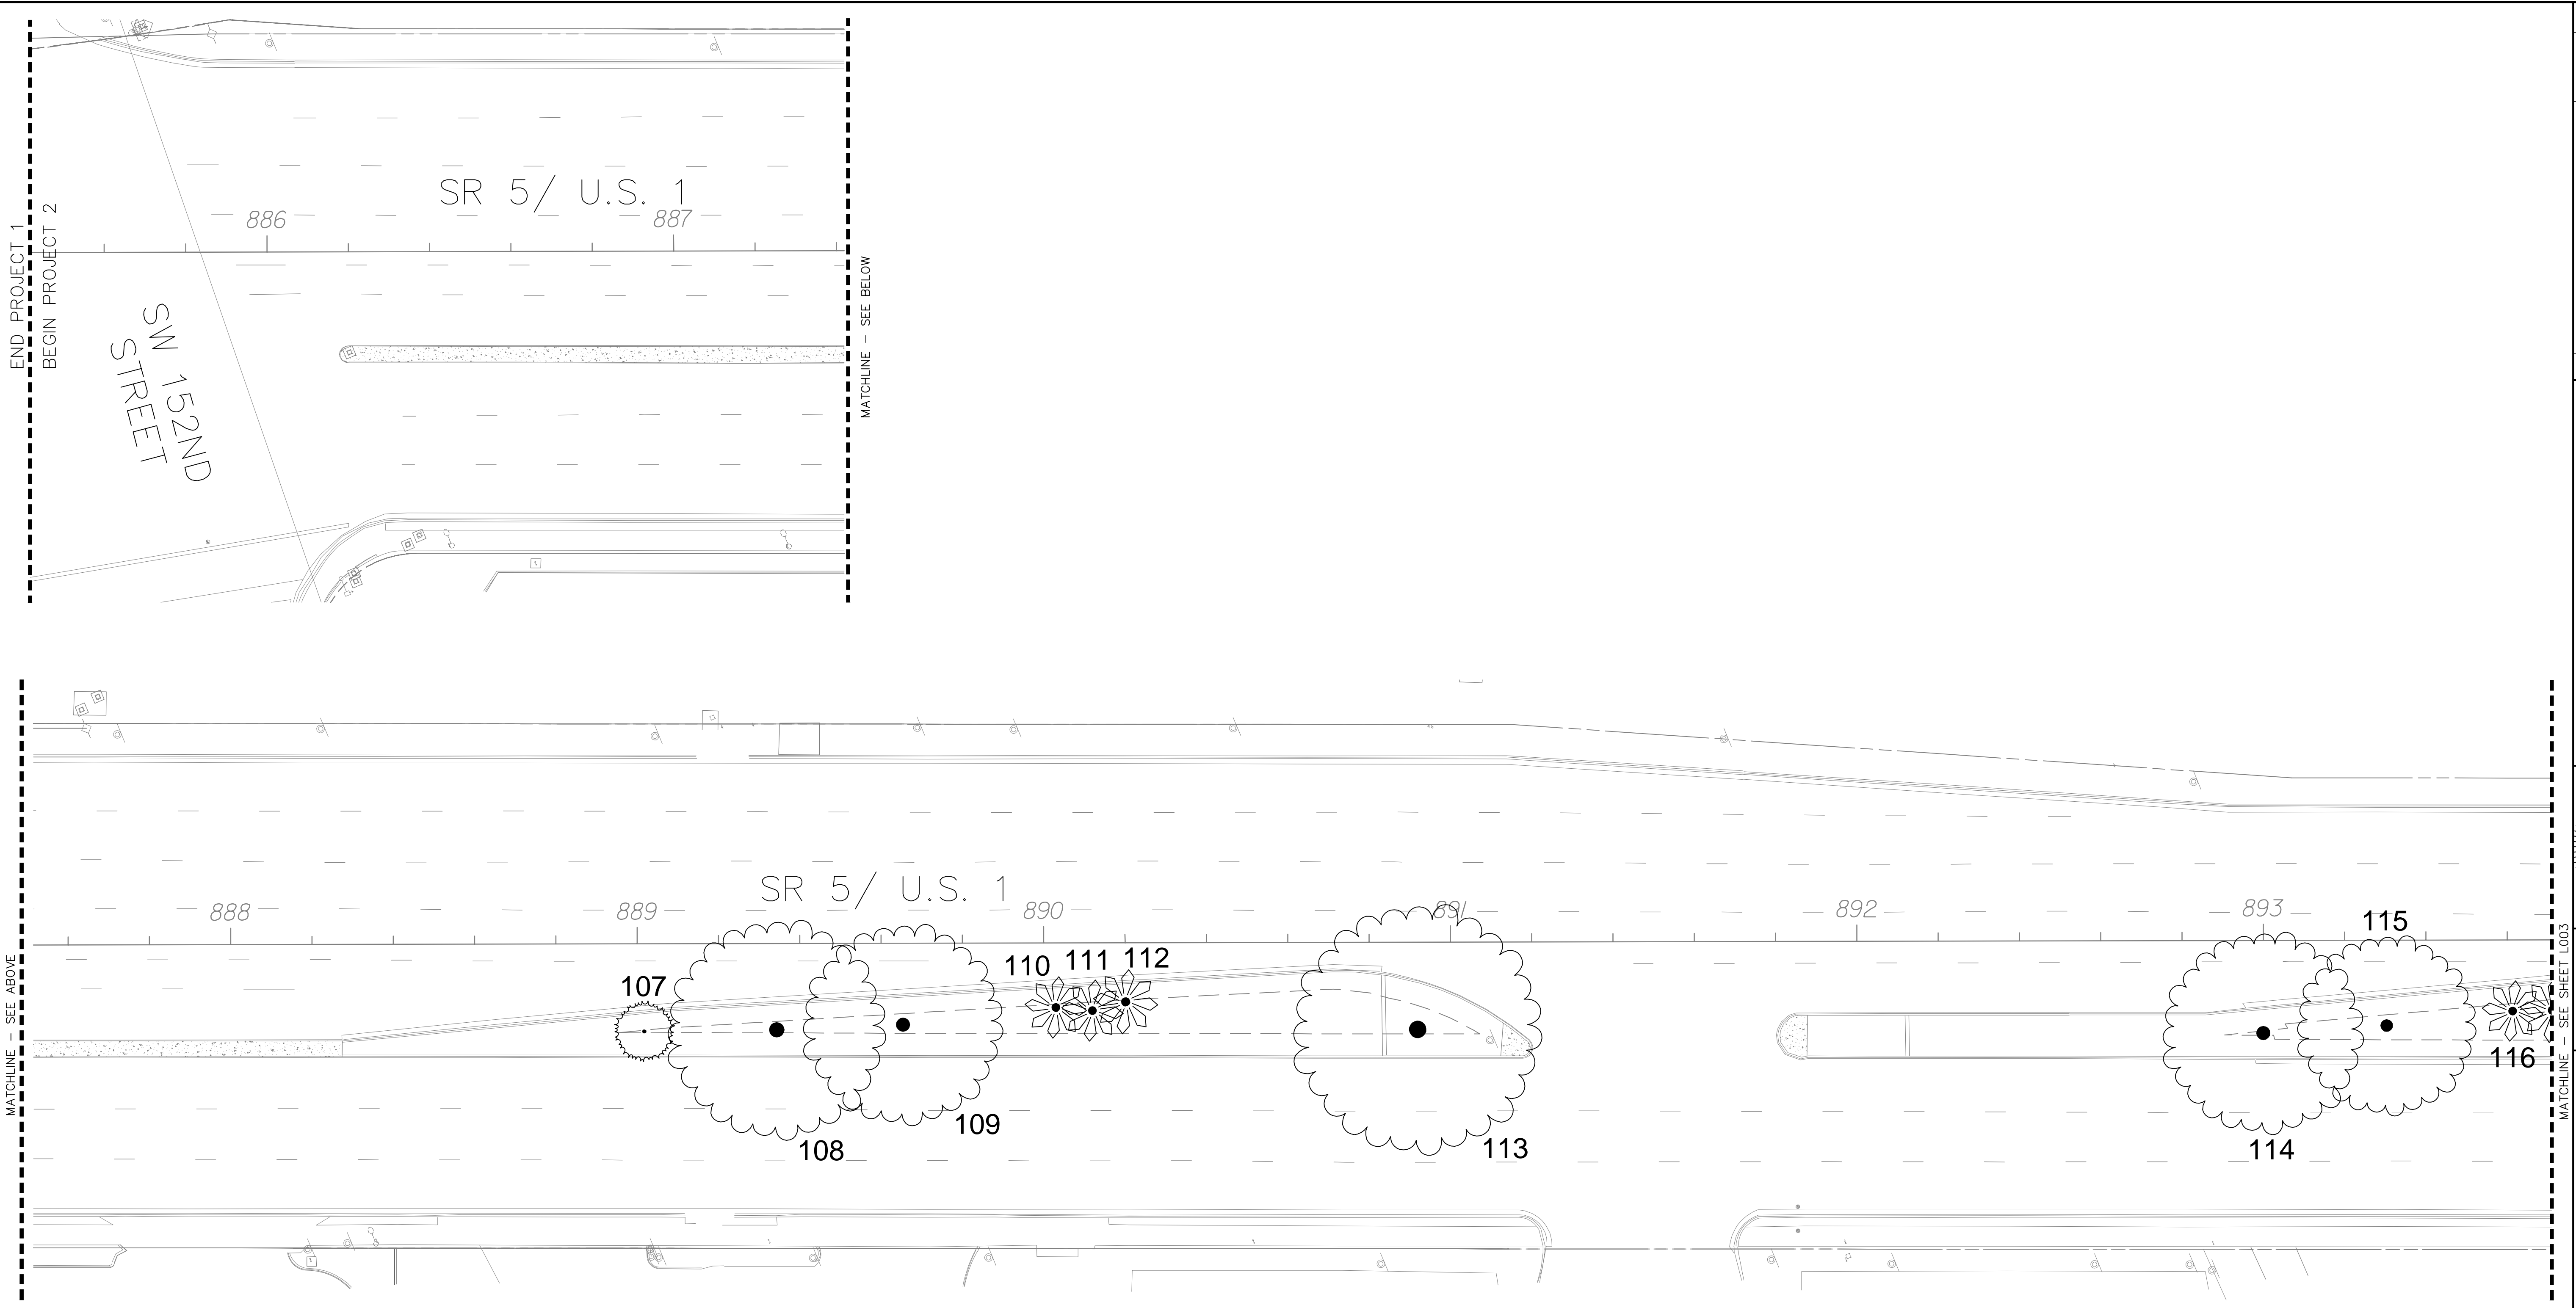 END PROJECT 1
BEGIN PROJECT 2
SR 5/ U.S. 1
886
887
SW 152ND
STREET
MATCHLINE - SEE BELOW
MATCHLINE - SEE ABOVE
SR 5/ U.S. 1
888
889
890
891
892
893
107
108
109
110
111
112
113
114
115
116
MATCHLINE - SEE SHEET L003